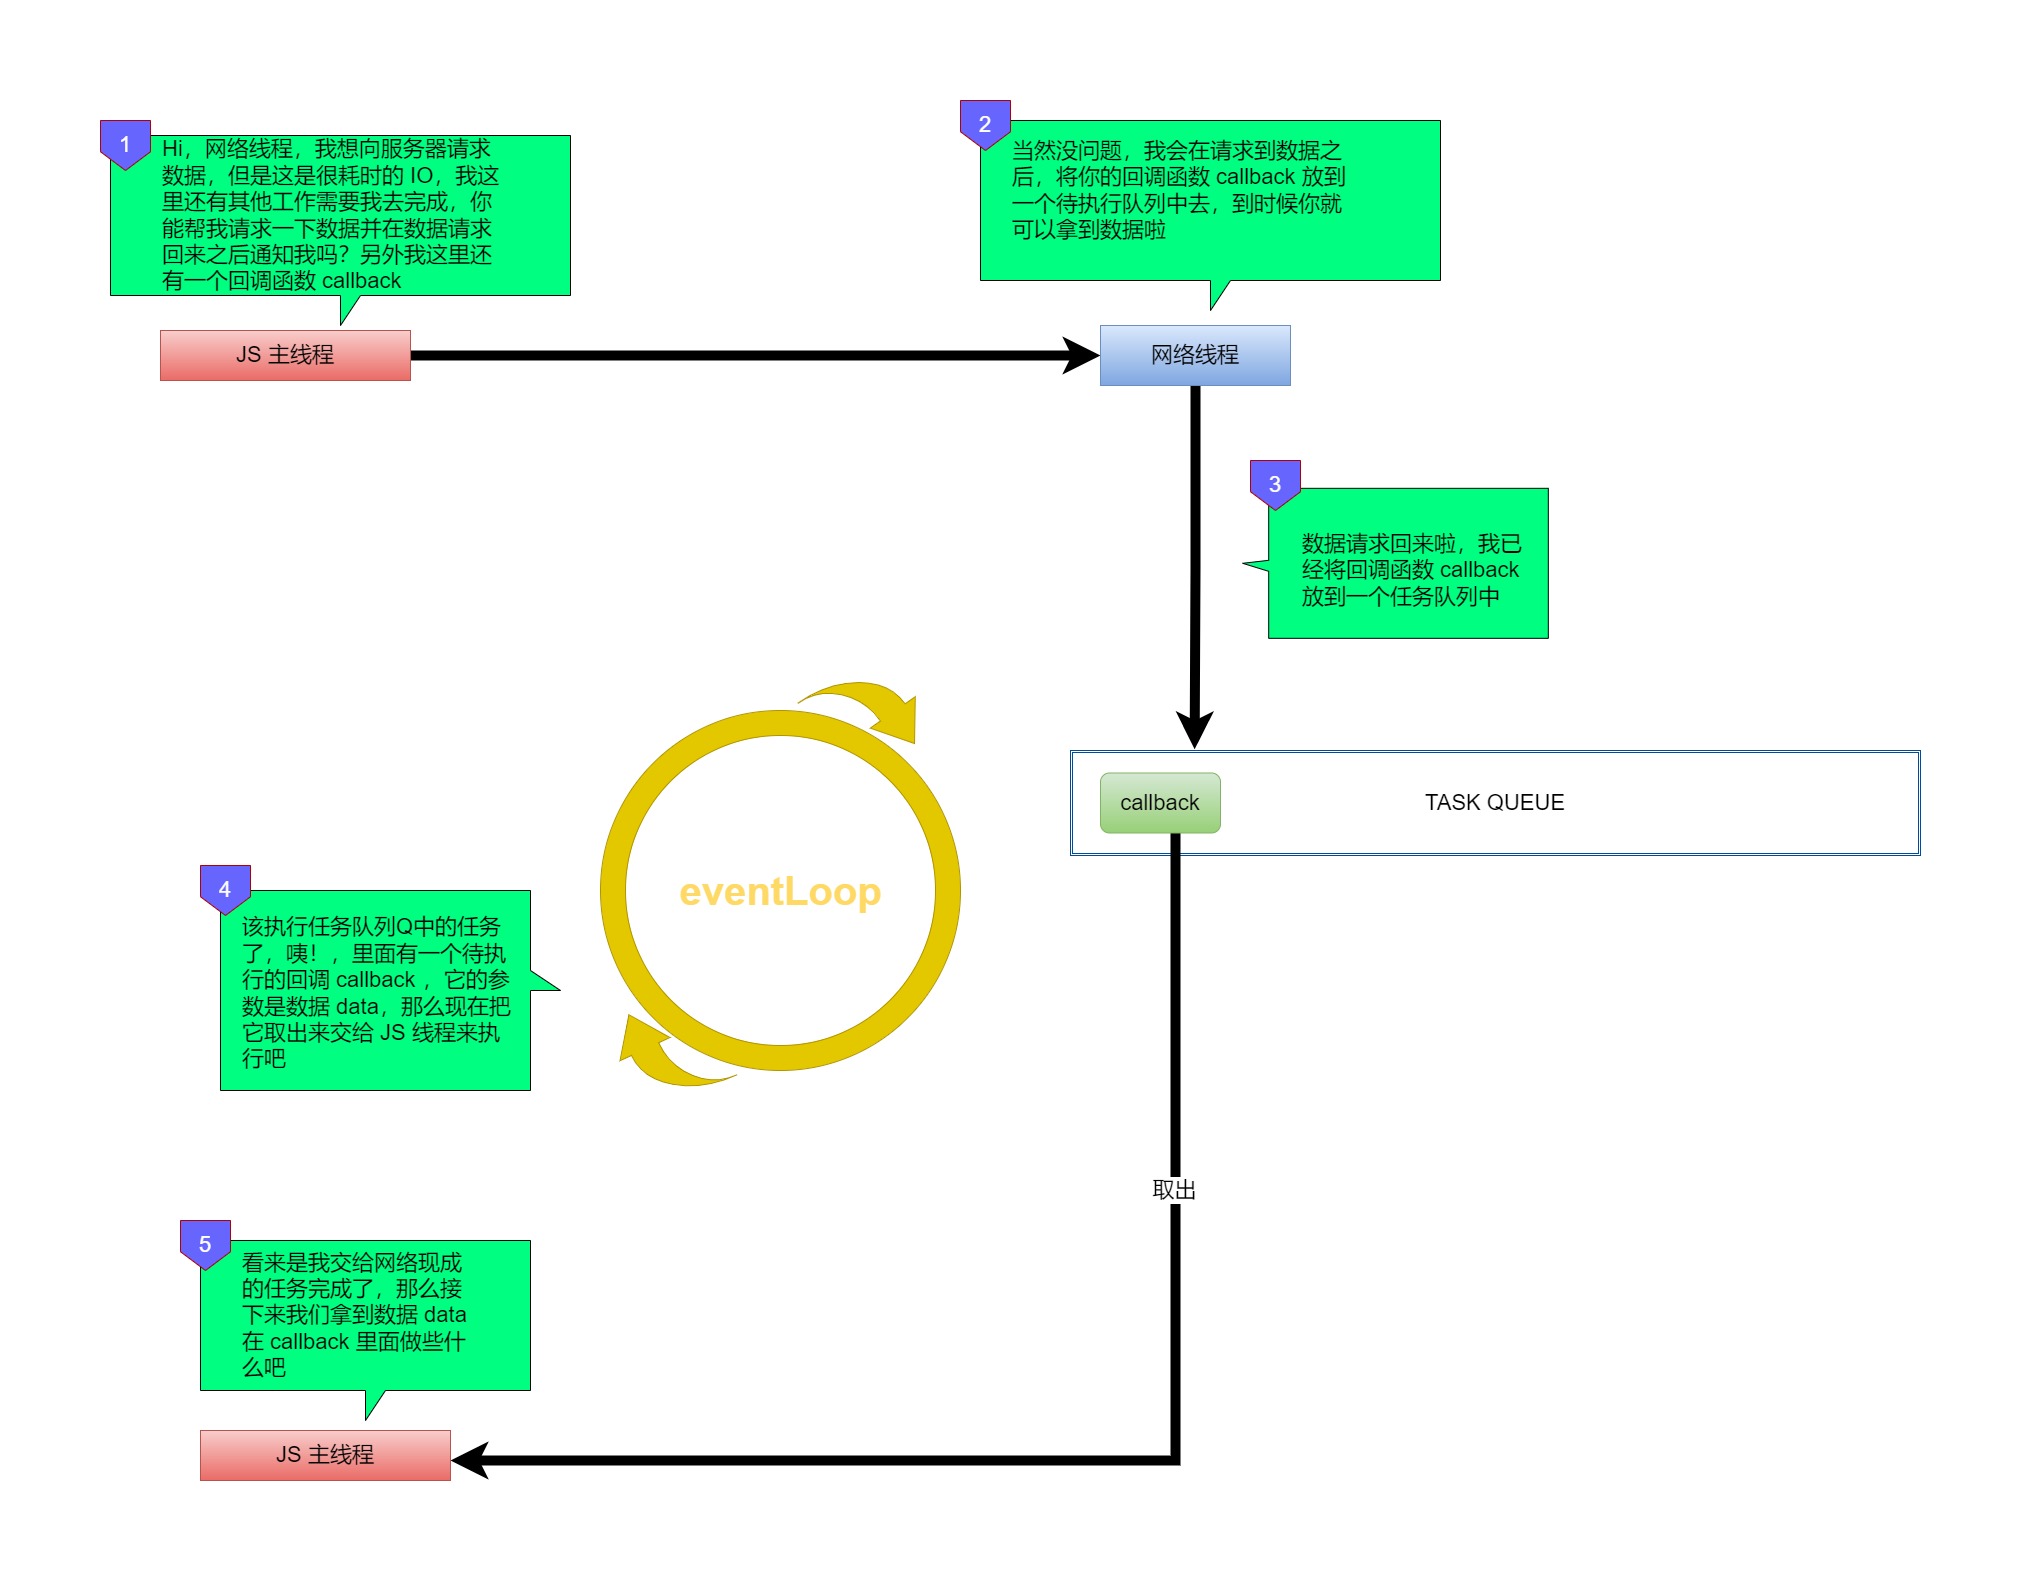 1
Hi，网络线程，我想向服务器请求
数据，但是这是很耗时的 IO，我这
里还有其他工作需要我去完成，你
能帮我请求一下数据并在数据请求
回来之后通知我吗？另外我这里还
有一个回调函数 callback
JS 主线程
2
当然没问题，我会在请求到数据之
后，将你的回调函数 callback 放到
一个待执行队列中去，到时候你就
可以拿到数据啦
网络线程
3
数据请求回来啦，我已
经将回调函数 callback
放到一个任务队列中
callback
TASK QUEUE
eventLoop
4
该执行任务队列Q中的任务
了，咦！，里面有一个待执
行的回调 callback ，它的参
数是数据 data，那么现在把
它取出来交给 JS 线程来执
行吧
取出
5
看来是我交给网络现成
的任务完成了，那么接
下来我们拿到数据 data
在 callback 里面做些什
么吧
JS 主线程